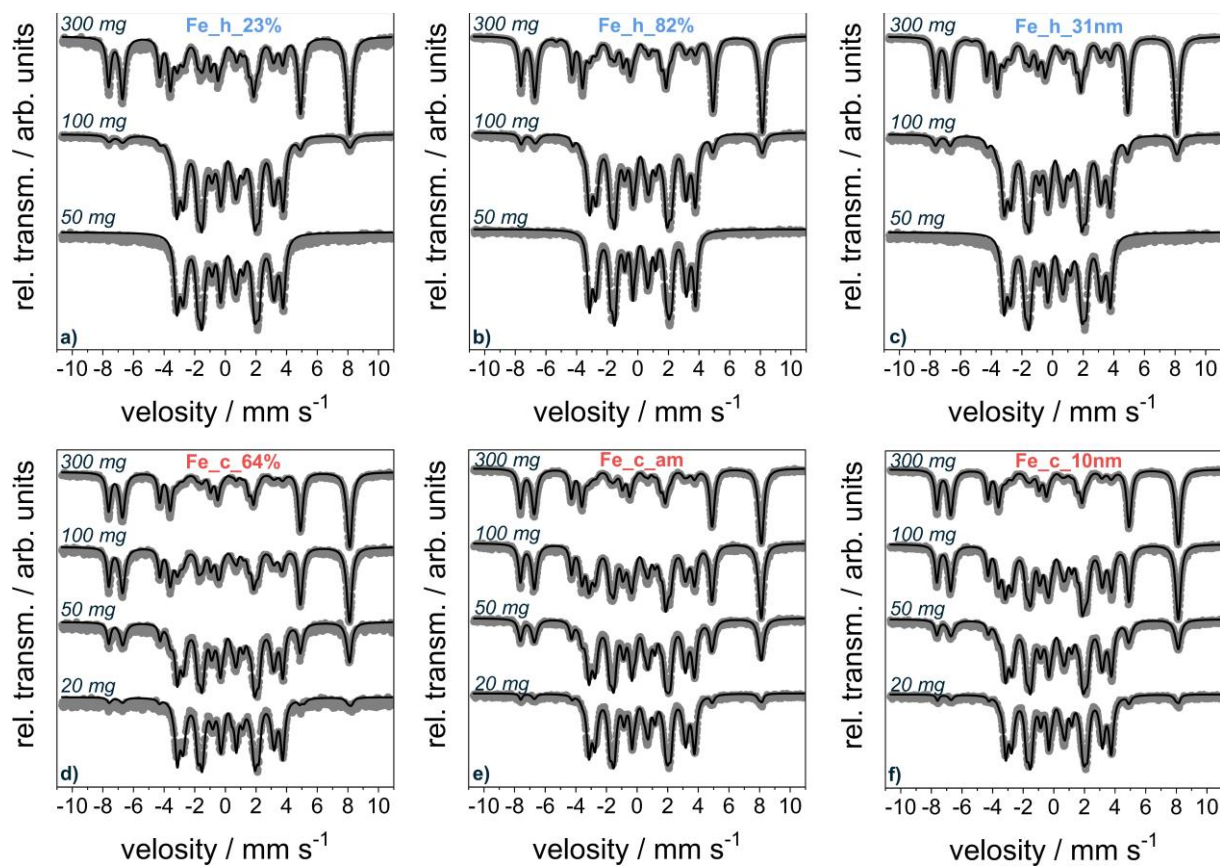 rel. transm. / arb. units
300 mg
Fe_h_23%
100 mg
50 mg
a)
-10 -8 -6 -4 -2 0 2 4 6 8 10
velosity / mm s⁻¹
rel. transm. / arb. units
300 mg
Fe_h_82%
100 mg
50 mg
b)
-10 -8 -6 -4 -2 0 2 4 6 8 10
velosity / mm s⁻¹
rel. transm. / arb. units
300 mg
Fe_h_31nm
100 mg
50 mg
c)
-10 -8 -6 -4 -2 0 2 4 6 8 10
velosity / mm s⁻¹
rel. transm. / arb. units
300 mg
Fe_c_64%
100 mg
50 mg
20 mg
d)
-10 -8 -6 -4 -2 0 2 4 6 8 10
velosity / mm s⁻¹
rel. transm. / arb. units
300 mg
Fe_c_am
100 mg
50 mg
20 mg
e)
-10 -8 -6 -4 -2 0 2 4 6 8 10
velosity / mm s⁻¹
rel. transm. / arb. units
300 mg
Fe_c_10nm
100 mg
50 mg
20 mg
f)
-10 -8 -6 -4 -2 0 2 4 6 8 10
velosity / mm s⁻¹